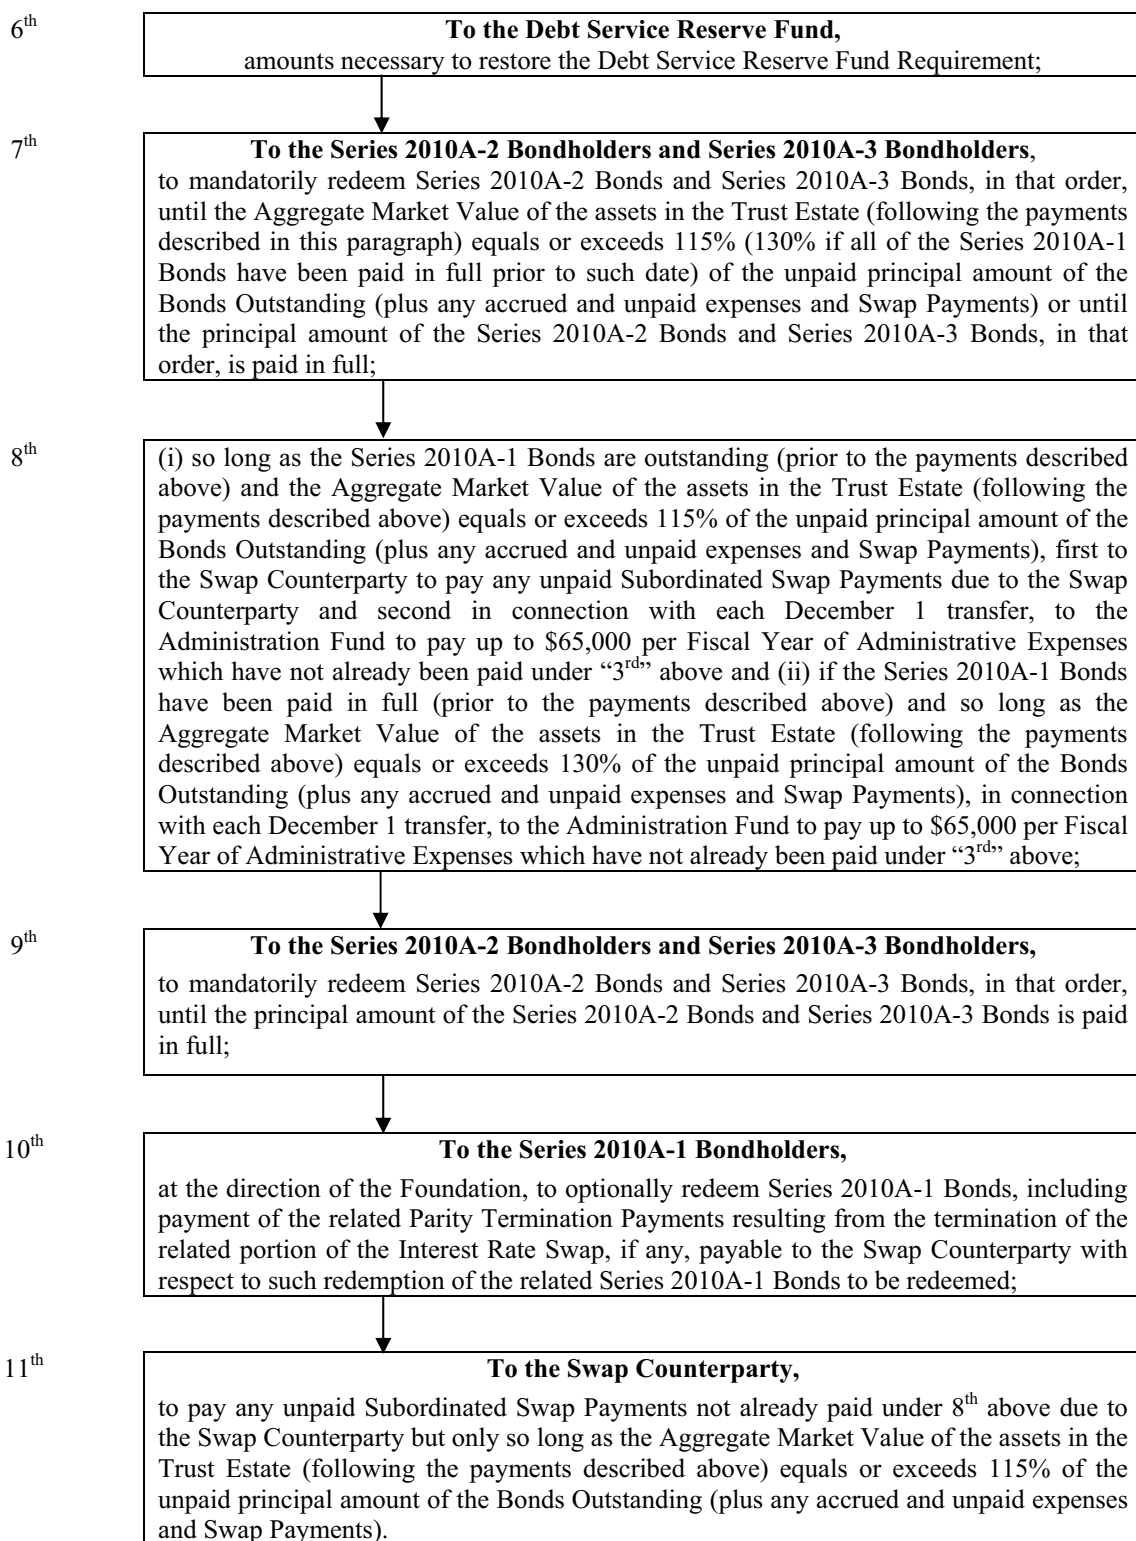 6th
To the Debt Service Reserve Fund,
amounts necessary to restore the Debt Service Reserve Fund Requirement;
7th
To the Series 2010A-2 Bondholders and Series 2010A-3 Bondholders,
to mandatorily redeem Series 2010A-2 Bonds and Series 2010A-3 Bonds, in that order,
until the Aggregate Market Value of the assets in the Trust Estate (following the payments
described in this paragraph) equals or exceeds 115% (130% if all of the Series 2010A-1
Bonds have been paid in full prior to such date) of the unpaid principal amount of the
Bonds Outstanding (plus any accrued and unpaid expenses and Swap Payments) or until
the principal amount of the Series 2010A-2 Bonds and Series 2010A-3 Bonds, in that
order, is paid in full;
8th
(i) so long as the Series 2010A-1 Bonds are outstanding (prior to the payments described
above) and the Aggregate Market Value of the assets in the Trust Estate (following the
payments described above) equals or exceeds 115% of the unpaid principal amount of the
Bonds Outstanding (plus any accrued and unpaid expenses and Swap Payments), first to
the Swap Counterparty to pay any unpaid Subordinated Swap Payments due to the Swap
Counterparty and second in connection with each December 1 transfer, to the
Administration Fund to pay up to $65,000 per Fiscal Year of Administrative Expenses
which have not already been paid under “3rd” above and (ii) if the Series 2010A-1 Bonds
have been paid in full (prior to the payments described above) and so long as the
Aggregate Market Value of the assets in the Trust Estate (following the payments
described above) equals or exceeds 130% of the unpaid principal amount of the Bonds
Outstanding (plus any accrued and unpaid expenses and Swap Payments), in connection
with each December 1 transfer, to the Administration Fund to pay up to $65,000 per Fiscal
Year of Administrative Expenses which have not already been paid under “3rd” above;
9th
To the Series 2010A-2 Bondholders and Series 2010A-3 Bondholders,
to mandatorily redeem Series 2010A-2 Bonds and Series 2010A-3 Bonds, in that order,
until the principal amount of the Series 2010A-2 Bonds and Series 2010A-3 Bonds is paid
in full;
10th
To the Series 2010A-1 Bondholders,
at the direction of the Foundation, to optionally redeem Series 2010A-1 Bonds, including
payment of the related Parity Termination Payments resulting from the termination of the
related portion of the Interest Rate Swap, if any, payable to the Swap Counterparty with
respect to such redemption of the related Series 2010A-1 Bonds to be redeemed;
11th
To the Swap Counterparty,
to pay any unpaid Subordinated Swap Payments not already paid under 8th above due to
the Swap Counterparty but only so long as the Aggregate Market Value of the assets in the
Trust Estate (following the payments described above) equals or exceeds 115% of the
unpaid principal amount of the Bonds Outstanding (plus any accrued and unpaid expenses
and Swap Payments).